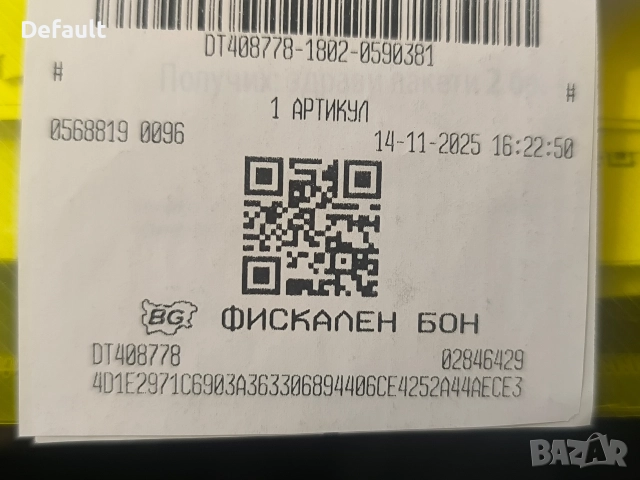 Default
DT408778-1802-0590381
# #
1 АРТИКУЛ
0568819 0096 14-11-2025 16:22:50
BG ФИСКАЛЕН БОН
DT408778 02846429
4D1E2971C6903A363306894406CE4252A44AECE3
BAZAR